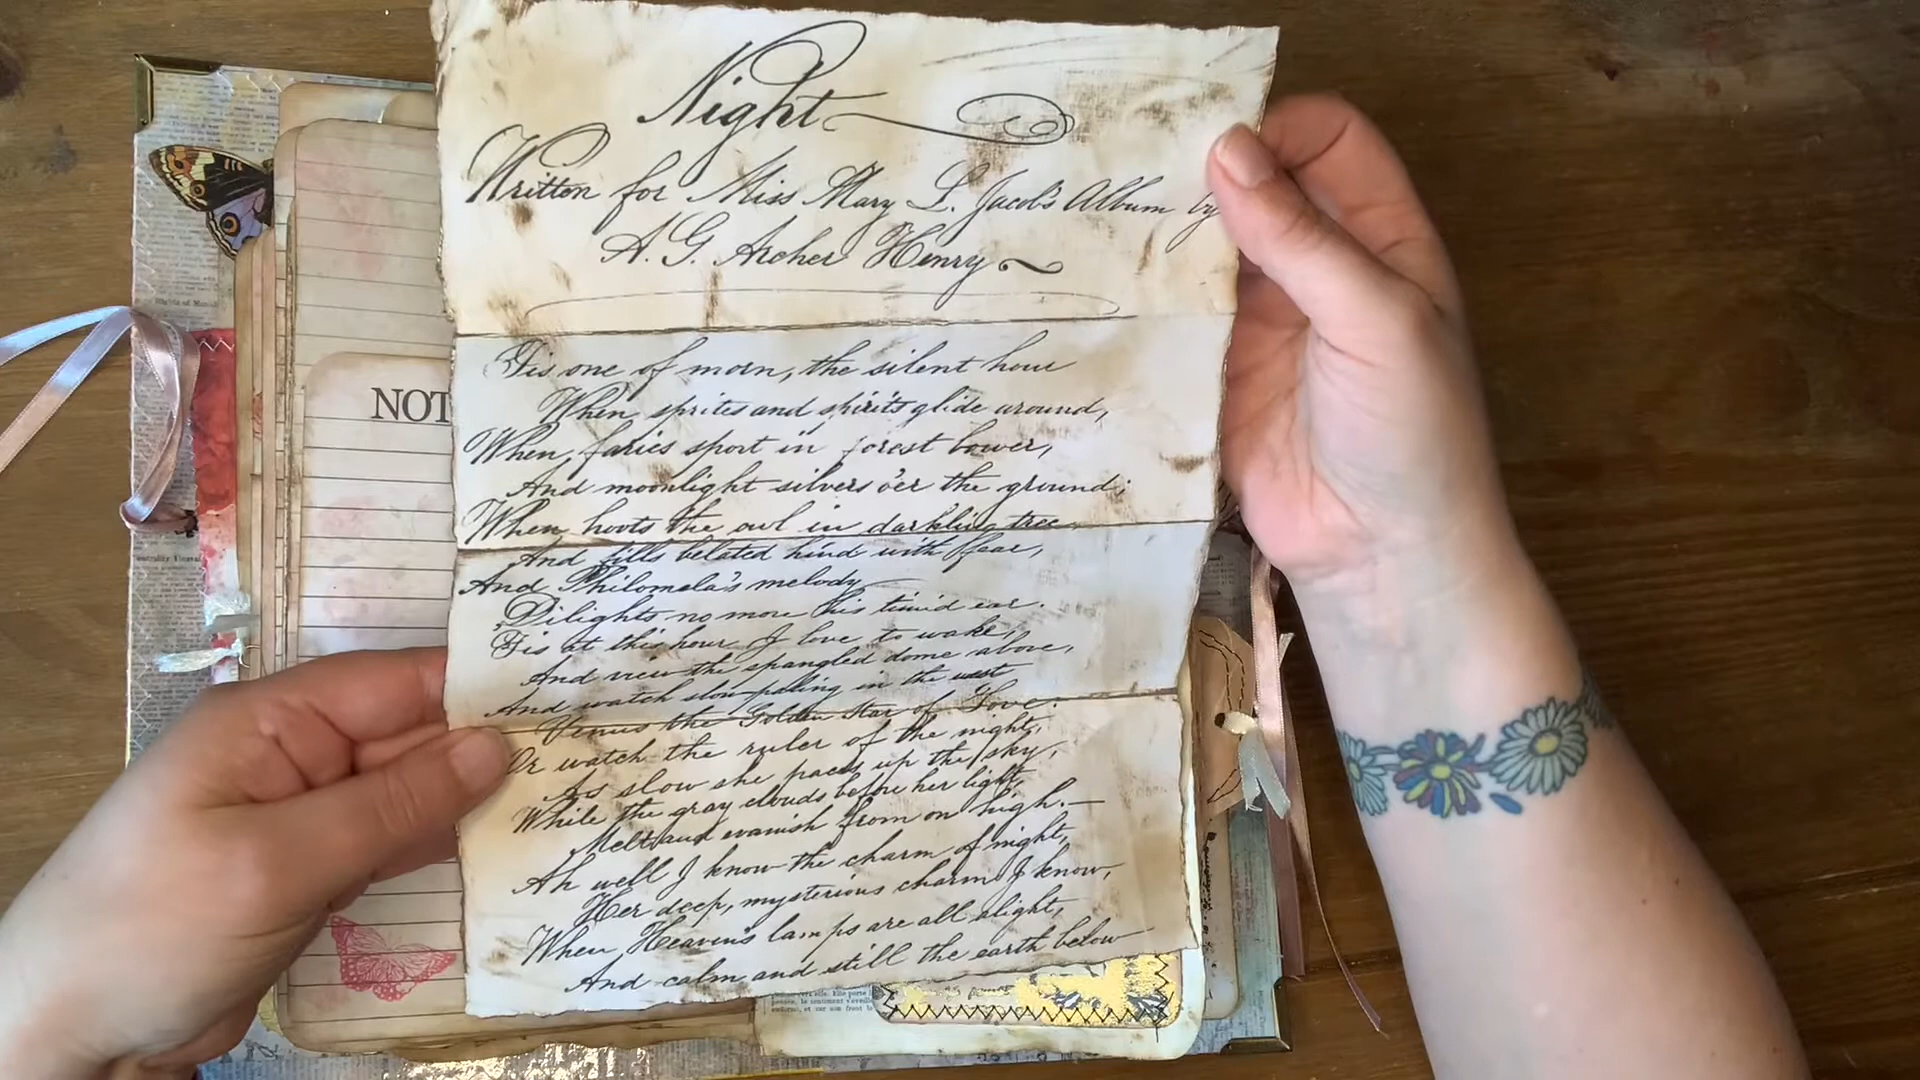 Night
Written for Miss Mary L. Jacob's Album by
A. G. Archer Henry
'Tis one of morn, the silent hour
When sprites and spirits glide around,
When, faries sport in forest bower,
And moonlight silvers o'er the ground;
When hoots the owl in darklin tree
And fills belated hind with fear,
And Philomela's melody
Dilights no more his timid ear.
'Tis at this hour I love to wake,
And view the spangled dome above,
And watch slow paling in the west
Venus the Golden Star of Love.
Or watch the ruler of the night,
As slow she paces up the sky,
While the gray clouds before her light,
Melt and evanish from on high.—
Ah well I know the charm of night,
Her deep, mysterious charm I know,
When Heaven's lamps are all alight,
And calm and still the earth below
NOT